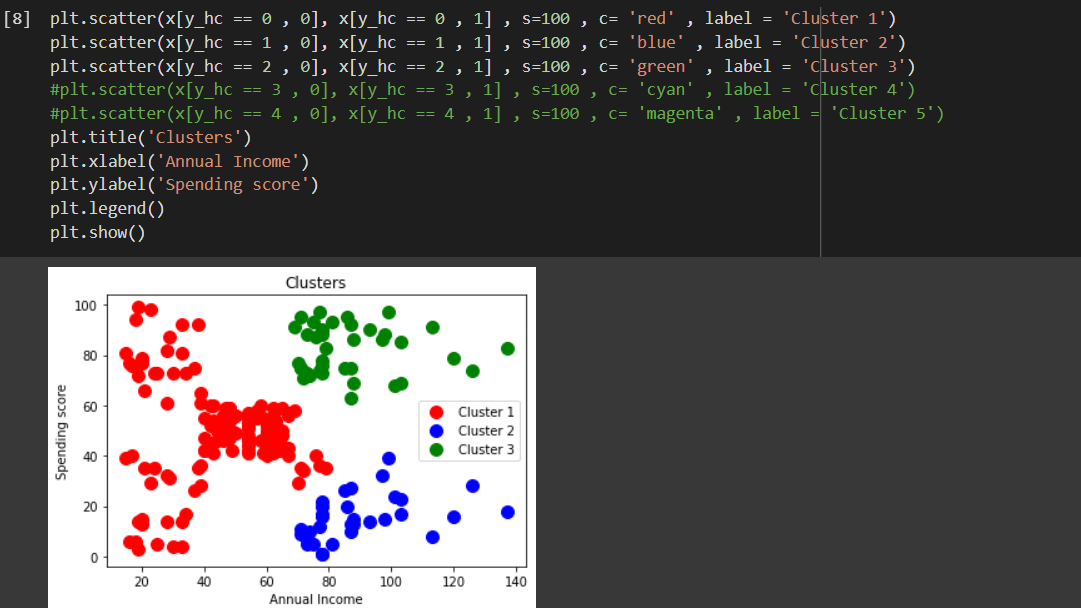 [8] plt.scatter(x[y_hc == 0 , 0], x[y_hc == 0 , 1] , s=100 , c= 'red' , label = 'Cluster 1')
plt.scatter(x[y_hc == 1 , 0], x[y_hc == 1 , 1] , s=100 , c= 'blue' , label = 'Cluster 2')
plt.scatter(x[y_hc == 2 , 0], x[y_hc == 2 , 1] , s=100 , c= 'green' , label = 'Cluster 3')
#plt.scatter(x[y_hc == 3 , 0], x[y_hc == 3 , 1] , s=100 , c= 'cyan' , label = 'Cluster 4')
#plt.scatter(x[y_hc == 4 , 0], x[y_hc == 4 , 1] , s=100 , c= 'magenta' , label = 'Cluster 5')
plt.title('Clusters')
plt.xlabel('Annual Income')
plt.ylabel('Spending score')
plt.legend()
plt.show()
Clusters
100
80
60
40
20
0
Spending score
Cluster 1
Cluster 2
Cluster 3
20 40 60 80 100 120 140
Annual Income